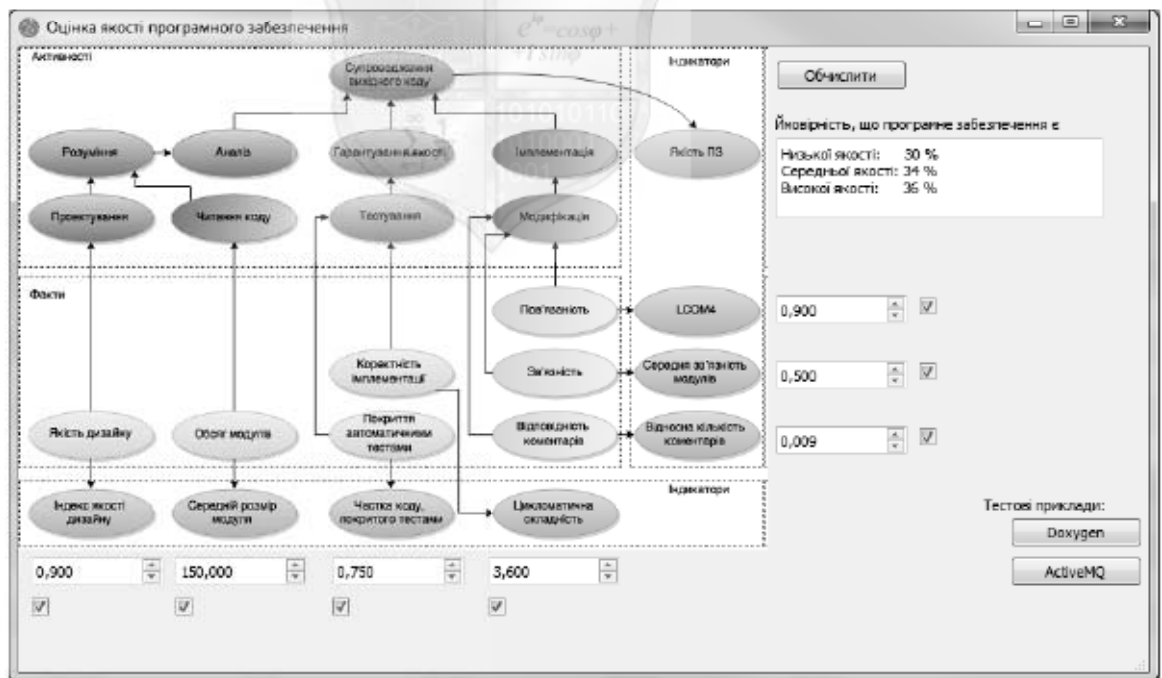 Оцінка якості програмного забезпечення
Активності
Індикатори
Супроводження
вихідного коду
Обчислити
Ймовірність, що програмне забезпечення є
Низької якості: 30 %
Середньої якості: 34 %
Високої якості: 36 %
Розуміння
Аналіз
Гарантування якості
Імплементація
Якість ПЗ
Проектування
Читання коду
Тестування
Модифікація
Факти
Пов'язаність
LCOM4
0,900
Коректність
імплементації
Зв'язність
Середня зв'язність
модулів
0,500
Якість дизайну
Обсяг модулів
Покриття
автоматичними
тестами
Відповідність
коментарів
Відносна кількість
коментарів
0,009
Індикатори
Індекс якості
дизайну
Середній розмір
модуля
Частка коду,
покритого тестами
Цикломатична
складність
Тестові приклади:
Doxygen
ActiveMQ
0,900
150,000
0,750
3,600
e^iφ=cosφ+
+i sinφ